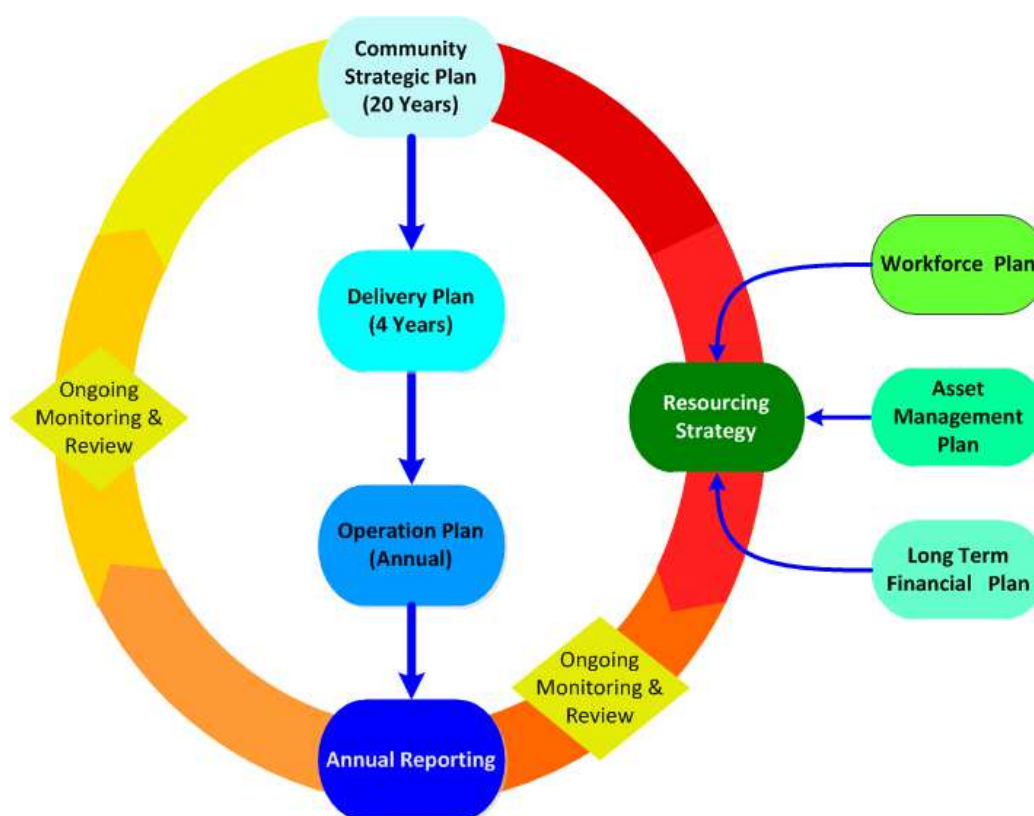 Community
Strategic Plan
(20 Years)
Delivery Plan
(4 Years)
Operation Plan
(Annual)
Annual Reporting
Ongoing
Monitoring &
Review
Ongoing
Monitoring &
Review
Resourcing
Strategy
Workforce Plan
Asset
Management
Plan
Long Term
Financial Plan